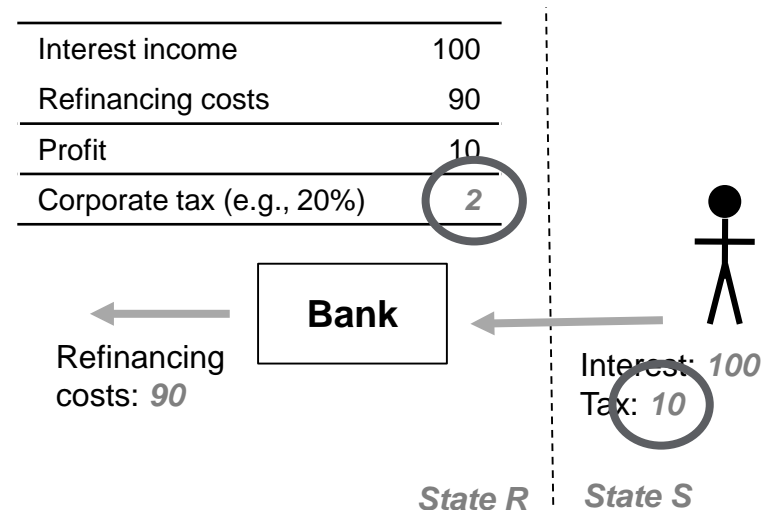 Interest income 100
Refinancing costs 90
Profit 10
Corporate tax (e.g., 20%) 2
Bank
Refinancing
costs: 90
Interest: 100
Tax: 10
State R
State S